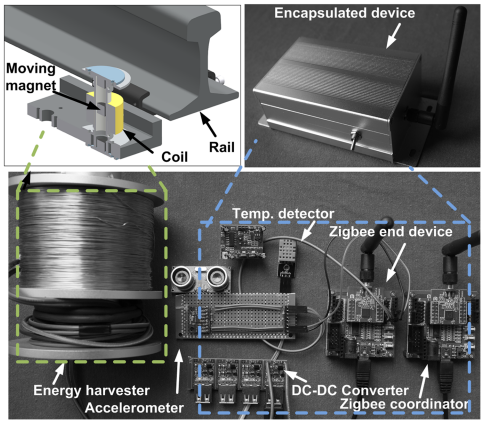 Encapsulated device
Moving
magnet
Coil
Rail
Temp. detector
Zigbee end device
Energy harvester
DC-DC Converter
Accelerometer
Zigbee coordinator